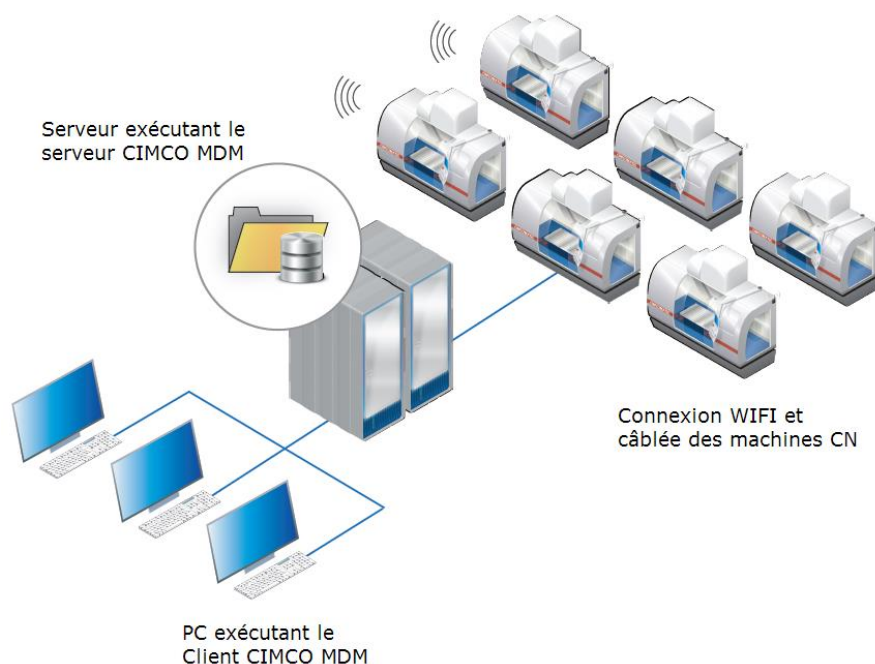 Serveur exécutant le
serveur CIMCO MDM
Connexion WIFI et
câblée des machines CN
PC exécutant le
Client CIMCO MDM